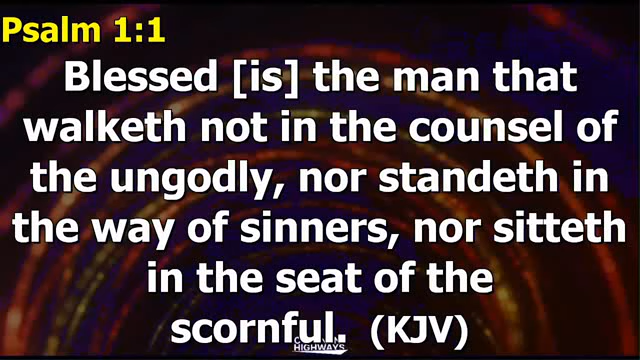 Psalm 1:1
Blessed [is] the man that
walketh not in the counsel of
the ungodly, nor standeth in
the way of sinners, nor sitteth
in the seat of the
scornful. (KJV)
HIGHWAYS